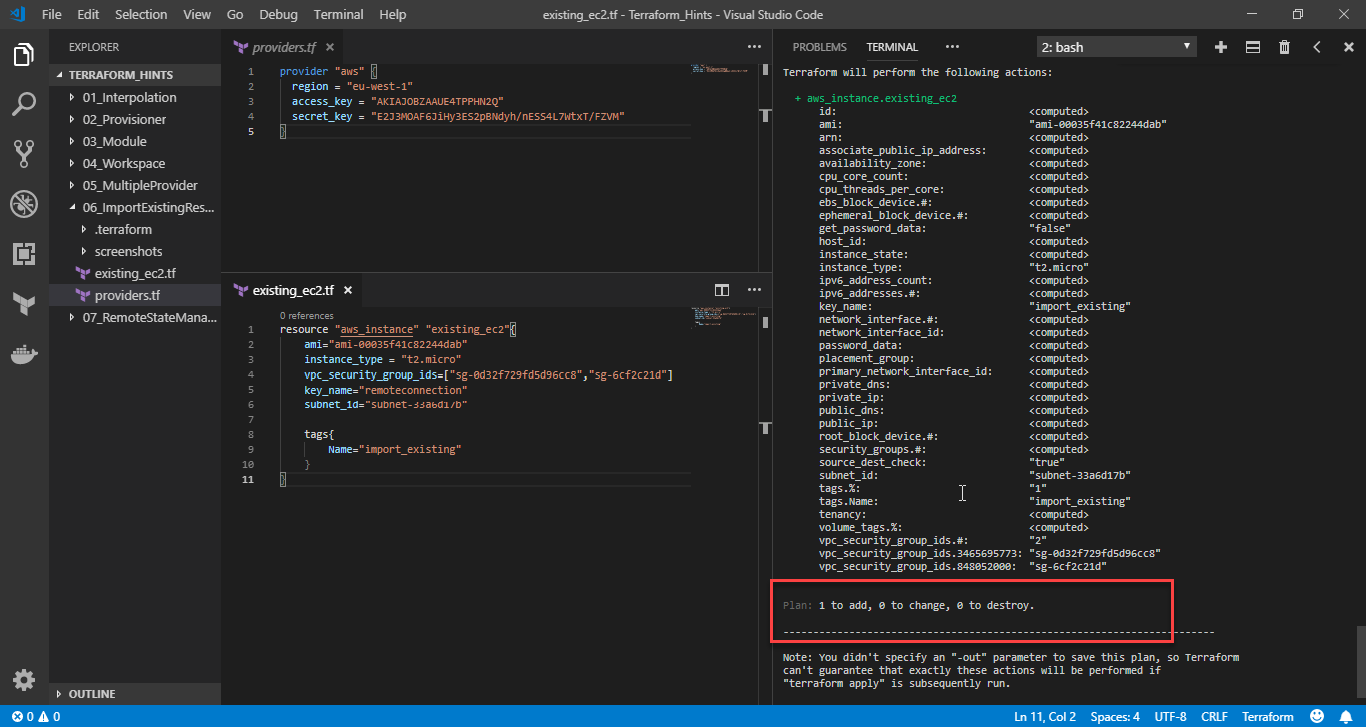 File Edit Selection View Go Debug Terminal Help
existing_ec2.tf - Terraform_Hints - Visual Studio Code
EXPLORER
TERRAFORM_HINTS
01_Interpolation
02_Provisioner
03_Module
04_Workspace
05_MultipleProvider
06_ImportExistingRes...
.terraform
screenshots
existing_ec2.tf
providers.tf
07_RemoteStateMana...
OUTLINE
providers.tf
1 provider "aws" {
2 region = "eu-west-1"
3 access_key = "AKIAJOBZAAUE4TPPHN2Q"
4 secret_key = "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"
5 }
existing_ec2.tf
0 references
1 resource "aws_instance" "existing_ec2"{
2 ami="ami-00035f41c82244dab"
3 instance_type = "t2.micro"
4 vpc_security_group_ids=["sg-0d32f729fd5d96cc8","sg-6cf2c21d"]
5 key_name="remoteconnection"
6 subnet_id="subnet-33a6d17b"
7
8 tags{
9 Name="import_existing"
10 }
11 }
PROBLEMS TERMINAL
2: bash
Terraform will perform the following actions:
+ aws_instance.existing_ec2
id: <computed>
ami: "ami-00035f41c82244dab"
arn: <computed>
associate_public_ip_address: <computed>
availability_zone: <computed>
cpu_core_count: <computed>
cpu_threads_per_core: <computed>
ebs_block_device.#: <computed>
ephemeral_block_device.#: <computed>
get_password_data: "false"
host_id: <computed>
instance_state: <computed>
instance_type: "t2.micro"
ipv6_address_count: <computed>
ipv6_addresses.#: <computed>
key_name: "import_existing"
network_interface.#: <computed>
network_interface_id: <computed>
password_data: <computed>
placement_group: <computed>
primary_network_interface_id: <computed>
private_dns: <computed>
private_ip: <computed>
public_dns: <computed>
public_ip: <computed>
root_block_device.#: <computed>
security_groups.#: <computed>
source_dest_check: "true"
subnet_id: "subnet-33a6d17b"
tags.%: "1"
tags.Name: "import_existing"
tenancy: <computed>
volume_tags.%: <computed>
vpc_security_group_ids.#: "2"
vpc_security_group_ids.3465695773: "sg-0d32f729fd5d96cc8"
vpc_security_group_ids.848052000: "sg-6cf2c21d"
Plan: 1 to add, 0 to change, 0 to destroy.
------------------------------------------------------------------------
Note: You didn't specify an "-out" parameter to save this plan, so Terraform
can't guarantee that exactly these actions will be performed if
"terraform apply" is subsequently run.
0 0
Ln 11, Col 2 Spaces: 4 UTF-8 CRLF Terraform